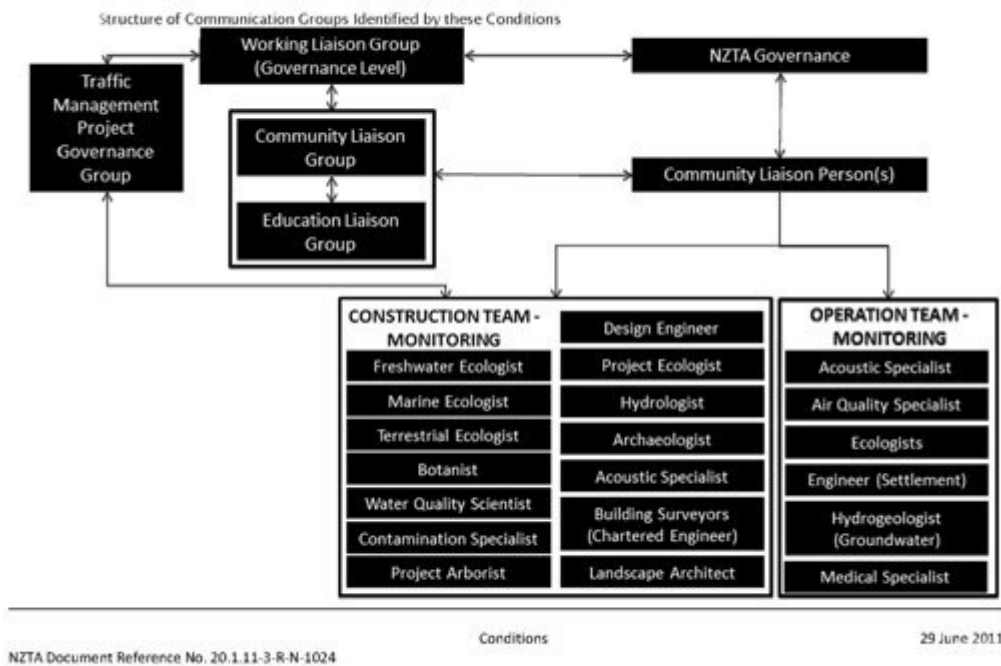 Structure of Communication Groups Identified by these Conditions
Working Liaison Group
(Governance Level)
NZTA Governance
Traffic
Management
Project
Governance
Group
Community Liaison
Group
Community Liaison Person(s)
Education Liaison
Group
CONSTRUCTION TEAM -
MONITORING
Freshwater Ecologist
Marine Ecologist
Terrestrial Ecologist
Botanist
Water Quality Scientist
Contamination Specialist
Project Arborist
Design Engineer
Project Ecologist
Hydrologist
Archaeologist
Acoustic Specialist
Building Surveyors
(Chartered Engineer)
Landscape Architect
OPERATION TEAM -
MONITORING
Acoustic Specialist
Air Quality Specialist
Ecologists
Engineer (Settlement)
Hydrogeologist
(Groundwater)
Medical Specialist
Conditions
29 June 2011
NZTA Document Reference No. 20.1.11-3-R-N-1024